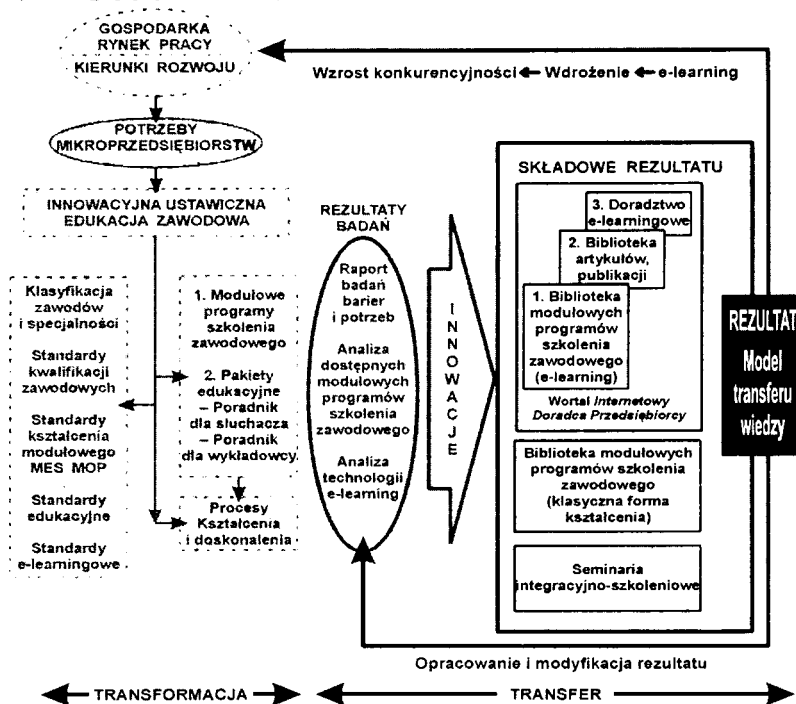 GOSPODARKA
RYNEK PRACY
KIERUNKI ROZWOJU
Wzrost konkurencyjności Wdrożenie e-learning
POTRZEBY
MIKROPRZEDSIĘBIORSTW
INNOWACYJNA USTAWICZNA
EDUKACJA ZAWODOWA
Klasyfikacja
zawodów
i specjalności
Standardy
kwalifikacji
zawodowych
Standardy
kształcenia
modułowego
MES MOP
Standardy
edukacyjne
Standardy
e-learningowe
1. Modułowe
programy
szkolenia
zawodowego
2. Pakiety
edukacyjne
– Poradnik
dla słuchacza
– Poradnik
dla wykładowcy
Procesy
Kształcenia
i doskonalenia
REZULTATY
BADAŃ
Raport
badań
barier
i potrzeb
Analiza
dostępnych
modułowych
programów
szkolenia
zawodowego
Analiza
technologii
e-learning
INNOWACJE
SKŁADOWE REZULTATU
3. Doradztwo
e-learningowe
2. Biblioteka
artykułów,
publikacji
1. Biblioteka
modułowych
programów
szkolenia
zawodowego
(e-learning)
Wortal Internetowy
Doradca Przedsiębiorcy
Biblioteka modułowych
programów szkolenia
zawodowego
(klasyczna forma
kształcenia)
Seminaria
integracyjno-szkoleniowe
REZULTAT
Model
transferu
wiedzy
Opracowanie i modyfikacja rezultatu
TRANSFORMACJA
TRANSFER